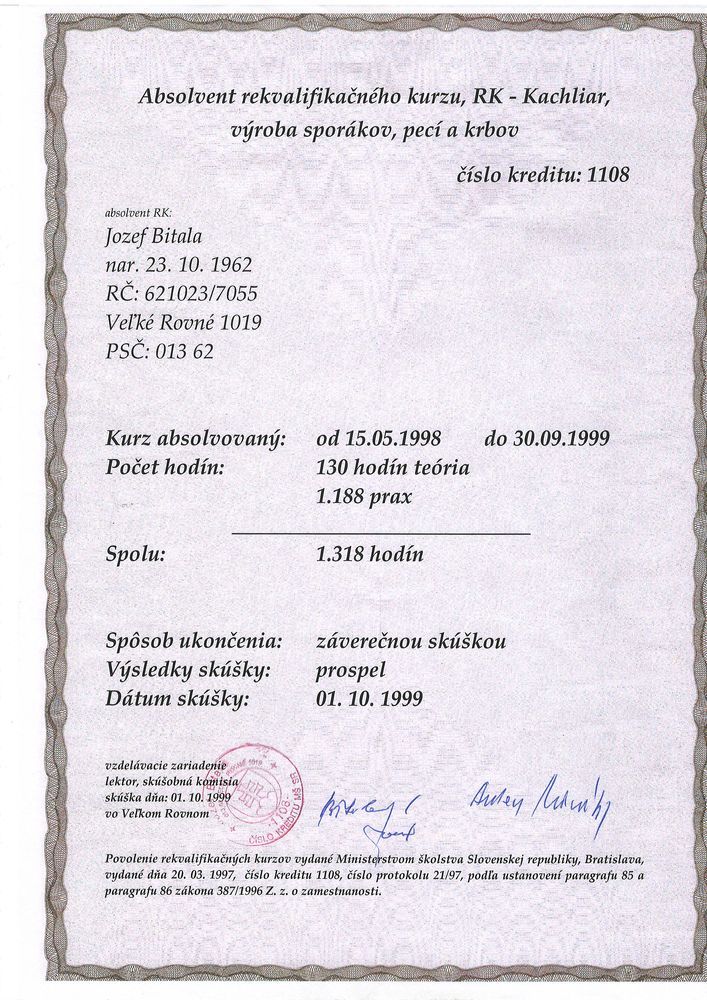 Absolvent rekvalifikačného kurzu, RK - Kachliar,
výroba sporákov, pecí a krbov
číslo kreditu: 1108
absolvent RK:
Jozef Bitala
nar. 23. 10. 1962
RČ: 621023/7055
Veľké Rovné 1019
PSČ: 013 62
Kurz absolvovaný: od 15.05.1998 do 30.09.1999
Počet hodín: 130 hodín teória
1.188 prax
Spolu: 1.318 hodín
Spôsob ukončenia: záverečnou skúškou
Výsledky skúšky: prospel
Dátum skúšky: 01. 10. 1999
vzdelávacie zariadenie
lektor, skúšobná komisia
skúška dňa: 01. 10. 1999
vo Veľkom Rovnom
ČÍSLO KREDITU MŠ SR
1108
Povolenie rekvalifikačných kurzov vydané Ministerstvom školstva Slovenskej republiky, Bratislava,
vydané dňa 20. 03. 1997, číslo kreditu 1108, číslo protokolu 21/97, podľa ustanovení paragrafu 85 a
paragrafu 86 zákona 387/1996 Z. z. o zamestnanosti.